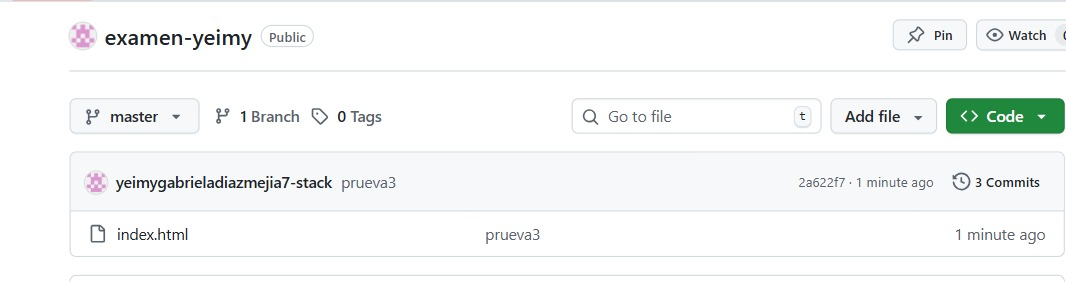 examen-yeimy Public Pin Watch
master 1 Branch 0 Tags Go to file t Add file Code
yeimygabrieladiazmejia7-stack prueva3 2a622f7 · 1 minute ago 3 Commits
index.html prueva3 1 minute ago